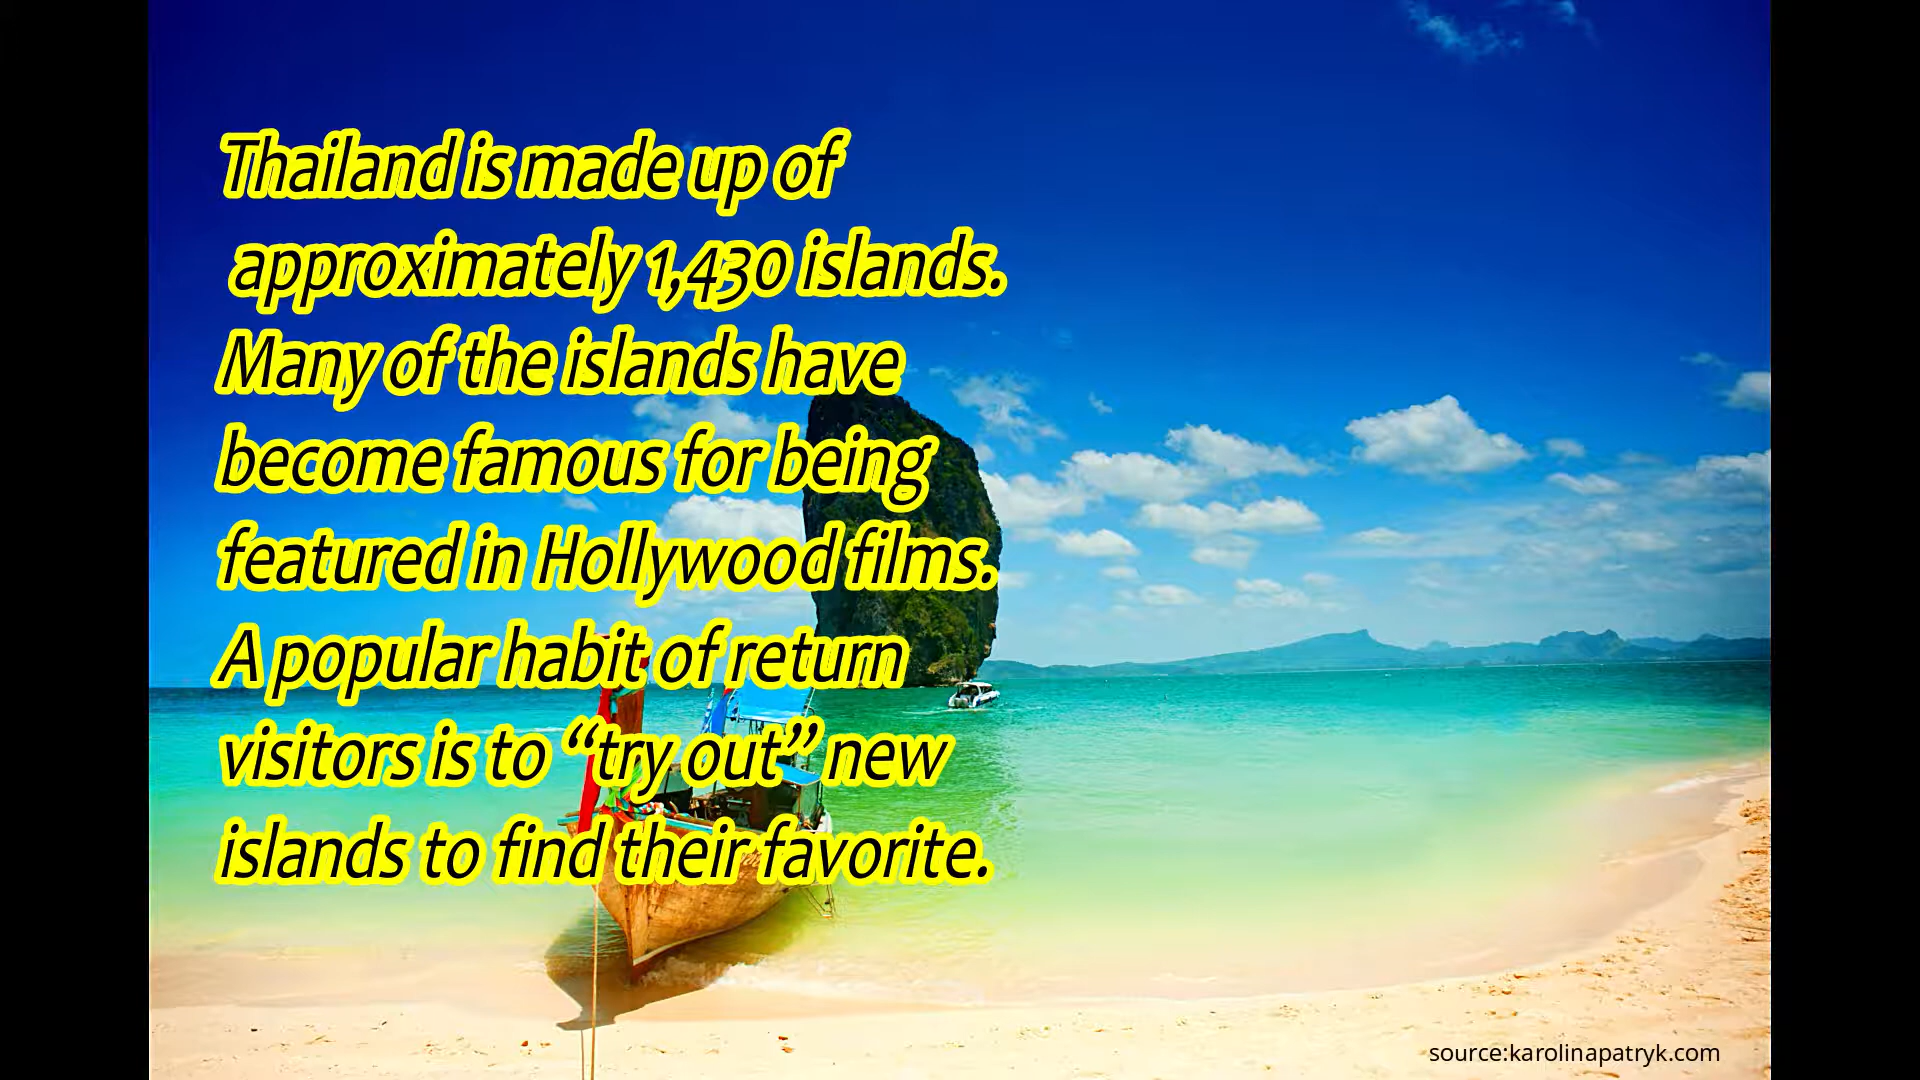 Thailand is made up of
approximately 1,430 islands.
Many of the islands have
become famous for being
featured in Hollywood films.
A popular habit of return
visitors is to “try out” new
islands to find their favorite.
source:karolinapatryk.com